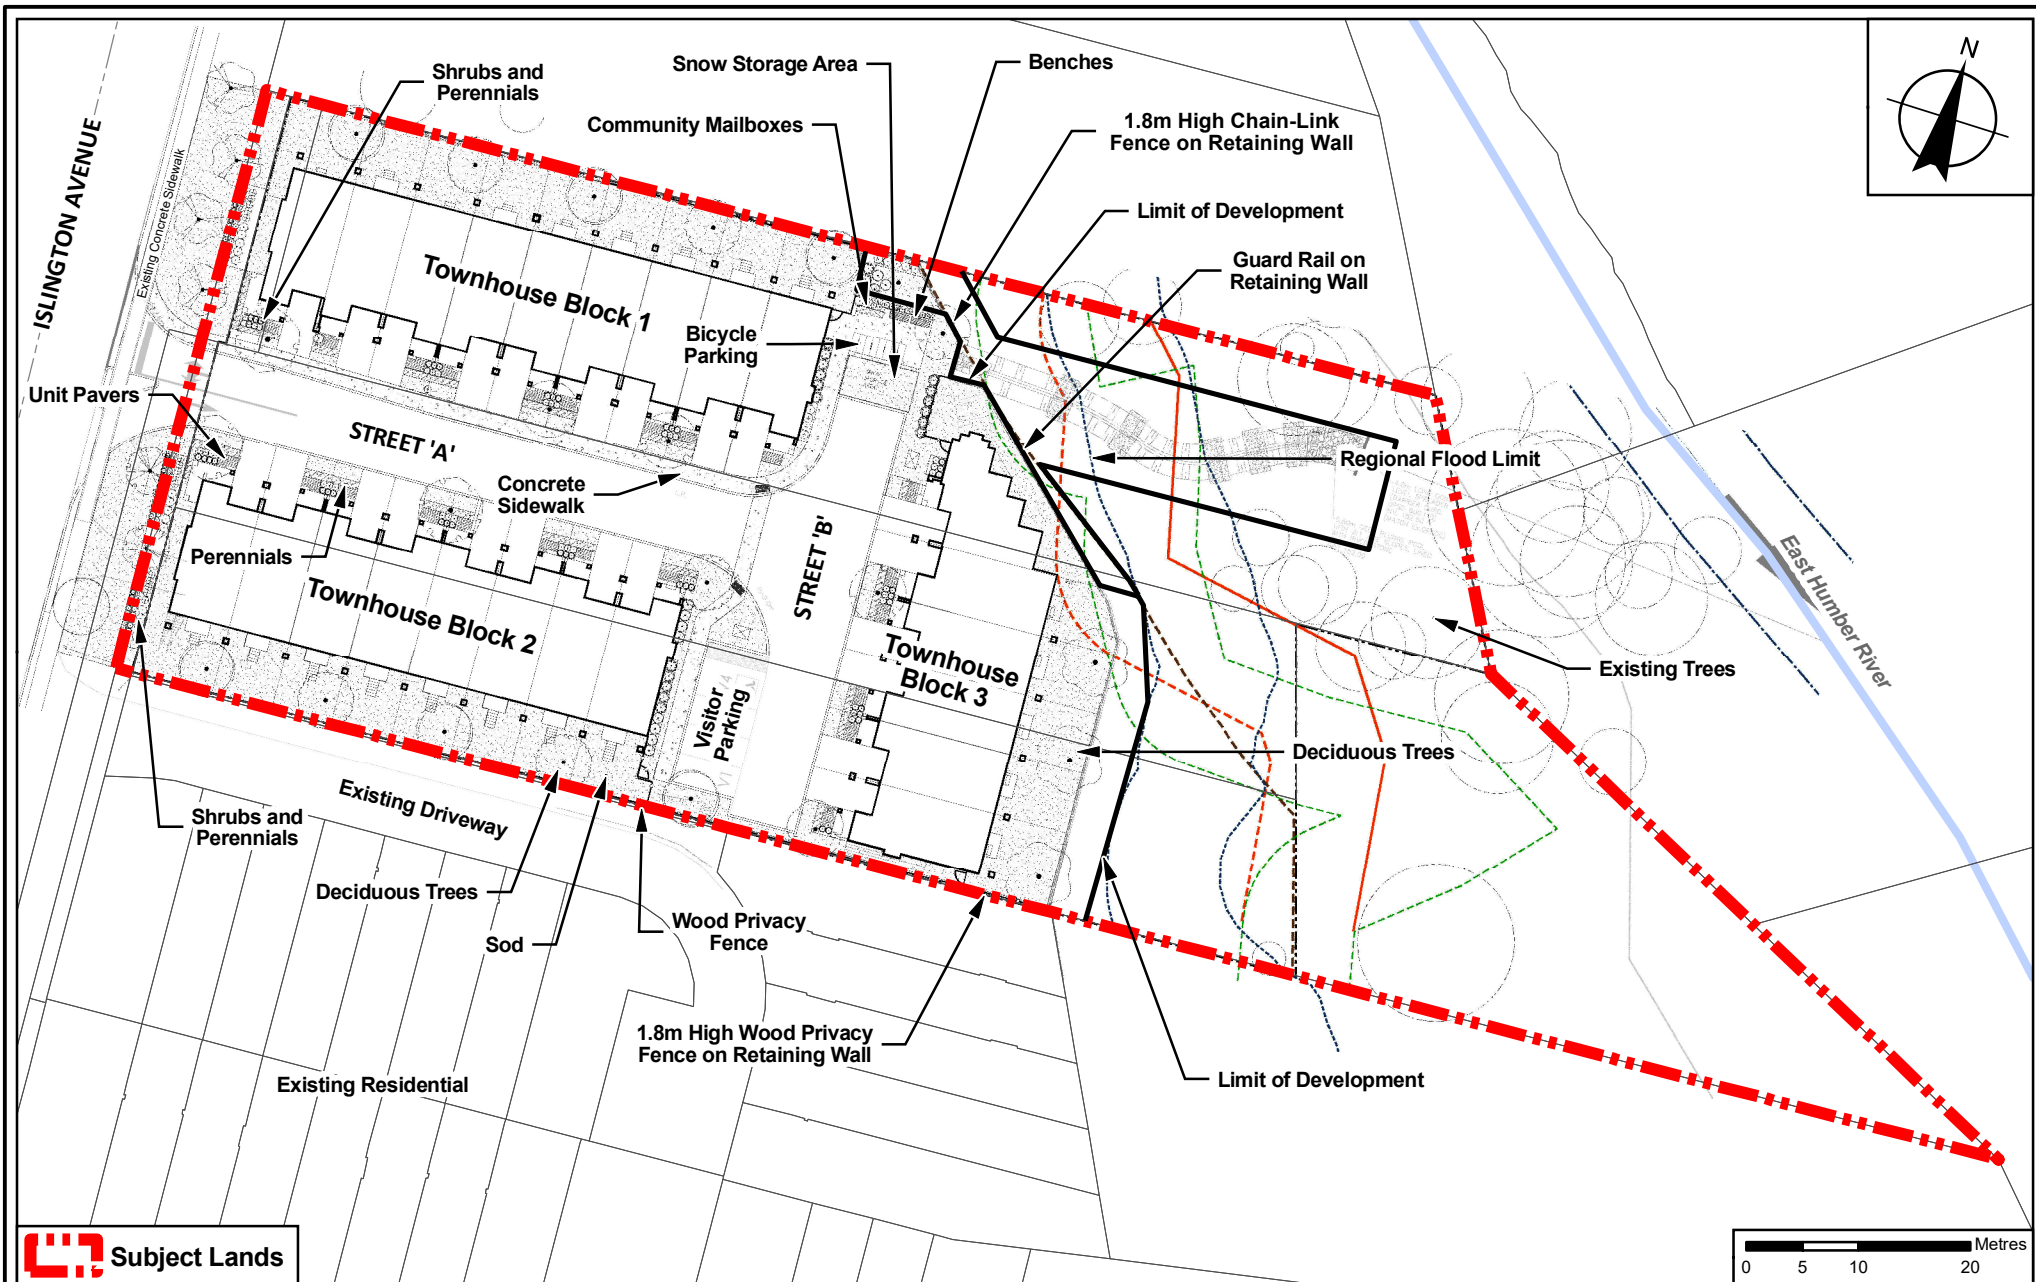 N
Shrubs and
Perennials
Snow Storage Area
Benches
Community Mailboxes
1.8m High Chain-Link
Fence on Retaining Wall
Limit of Development
Guard Rail on
Retaining Wall
ISLINGTON AVENUE
Existing Concrete Sidewalk
Townhouse Block 1
Bicycle
Parking
Unit Pavers
STREET 'A'
Concrete
Sidewalk
Regional Flood Limit
Perennials
Townhouse Block 2
STREET 'B'
East Humber River
Townhouse
Block 3
Existing Trees
Visitor
Parking
Deciduous Trees
Existing Driveway
Shrubs and
Perennials
Deciduous Trees
Sod
Wood Privacy
Fence
1.8m High Wood Privacy
Fence on Retaining Wall
Existing Residential
Limit of Development
Subject Lands
Metres
0 5 10 20